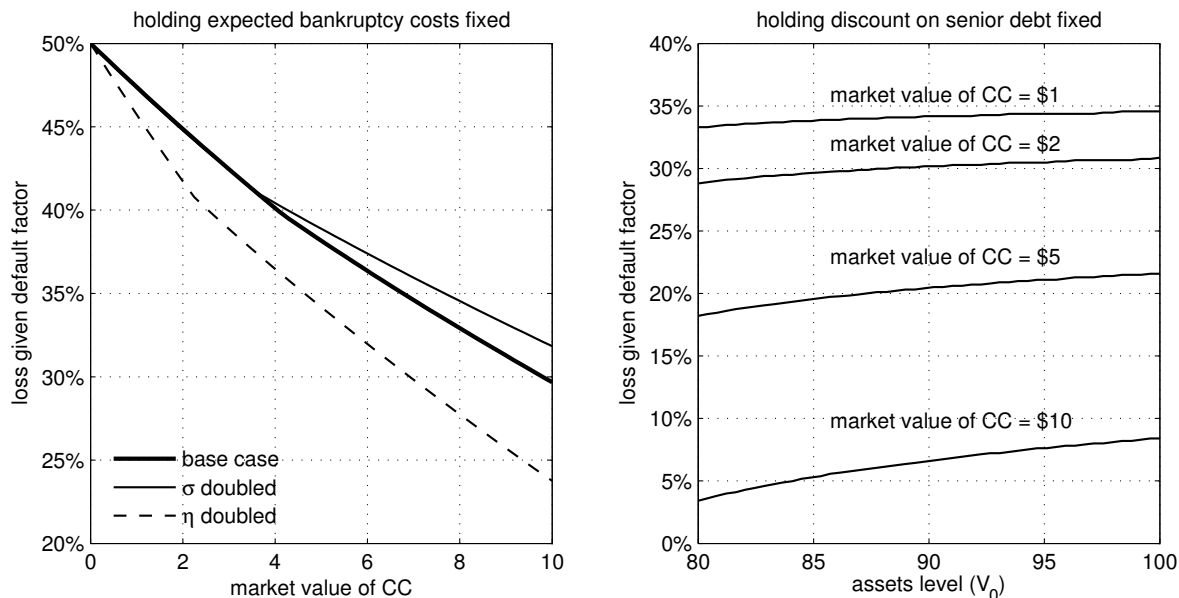 holding expected bankruptcy costs fixed
50%
45%
40%
35%
30%
25%
20%
loss given default factor
base case
σ doubled
η doubled
0 2 4 6 8 10
market value of CC
holding discount on senior debt fixed
40%
35%
30%
25%
20%
15%
10%
5%
0%
loss given default factor
market value of CC = $1
market value of CC = $2
market value of CC = $5
market value of CC = $10
80 85 90 95 100
assets level (V₀)